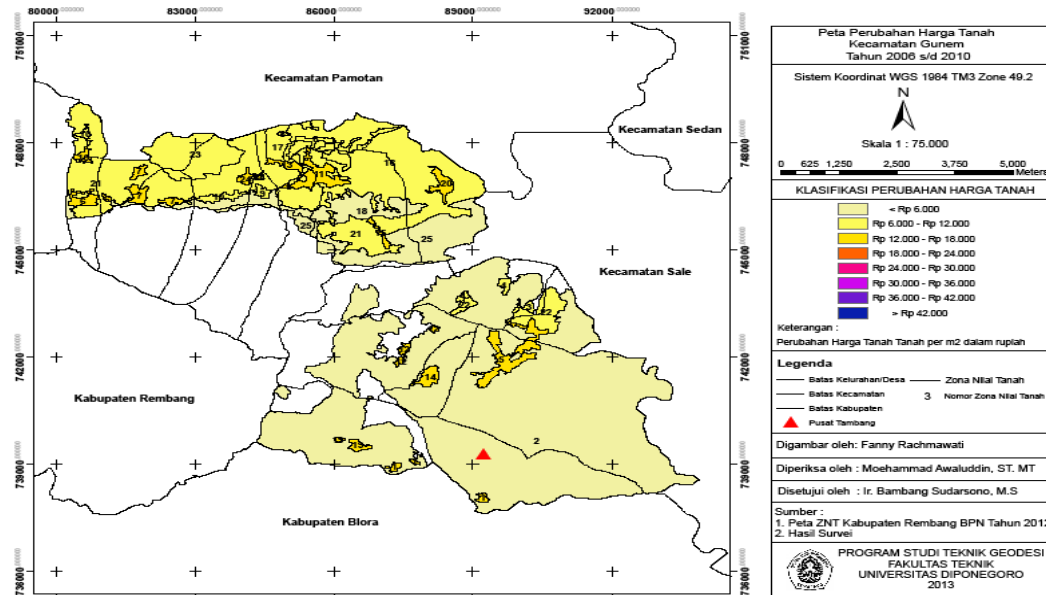 80000 83000 86000 89000 92000
751000
748000
745000
742000
739000
736000
751000
748000
745000
742000
739000
736000
Kecamatan Pamotan
Kecamatan Sedan
Kecamatan Sale
Kabupaten Rembang
Kabupaten Blora
23
17
16
11
20
21
18
25
21
25
14
2
Peta Perubahan Harga Tanah
Kecamatan Gunem
Tahun 2006 s/d 2010
Sistem Koordinat WGS 1984 TM3 Zone 49.2
N
Skala 1 : 75.000
0 625 1,250 2,500 3,750 5,000
Meters
KLASIFIKASI PERUBAHAN HARGA TANAH
< Rp 6.000
Rp 6.000 - Rp 12.000
Rp 12.000 - Rp 18.000
Rp 18.000 - Rp 24.000
Rp 24.000 - Rp 30.000
Rp 30.000 - Rp 36.000
Rp 36.000 - Rp 42.000
> Rp 42.000
Keterangan :
Perubahan Harga Tanah Tanah per m2 dalam rupiah
Legenda
Batas Kelurahan/Desa Zona Nilai Tanah
Batas Kecamatan 3 Nomor Zona Nilai Tanah
Batas Kabupaten
Pusat Tambang
Digambar oleh: Fanny Rachmawati
Diperiksa oleh : Moehammad Awaluddin, ST. MT
Disetujui oleh : Ir. Bambang Sudarsono, M.S
Sumber :
1. Peta ZNT Kabupaten Rembang BPN Tahun 2012
2. Hasil Survei
PROGRAM STUDI TEKNIK GEODESI
FAKULTAS TEKNIK
UNIVERSITAS DIPONEGORO
2013